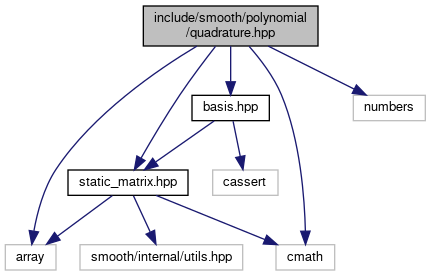 include/smooth/polynomial
/quadrature.hpp
basis.hpp
numbers
static_matrix.hpp
cassert
array
smooth/internal/utils.hpp
cmath